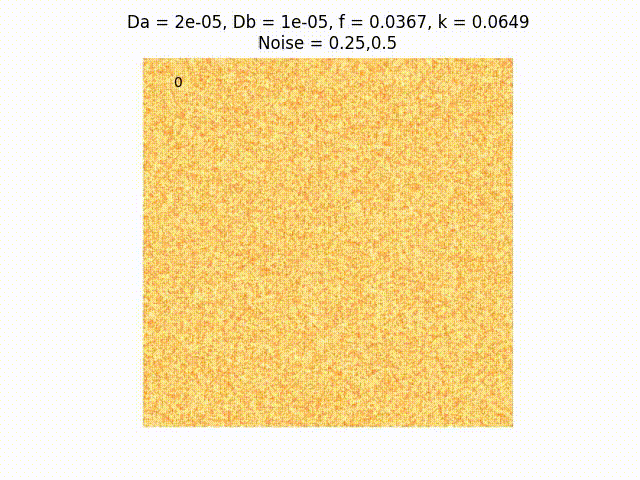 Da = 2e-05, Db = 1e-05, f = 0.0367, k = 0.0649
Noise = 0.25,0.5
0